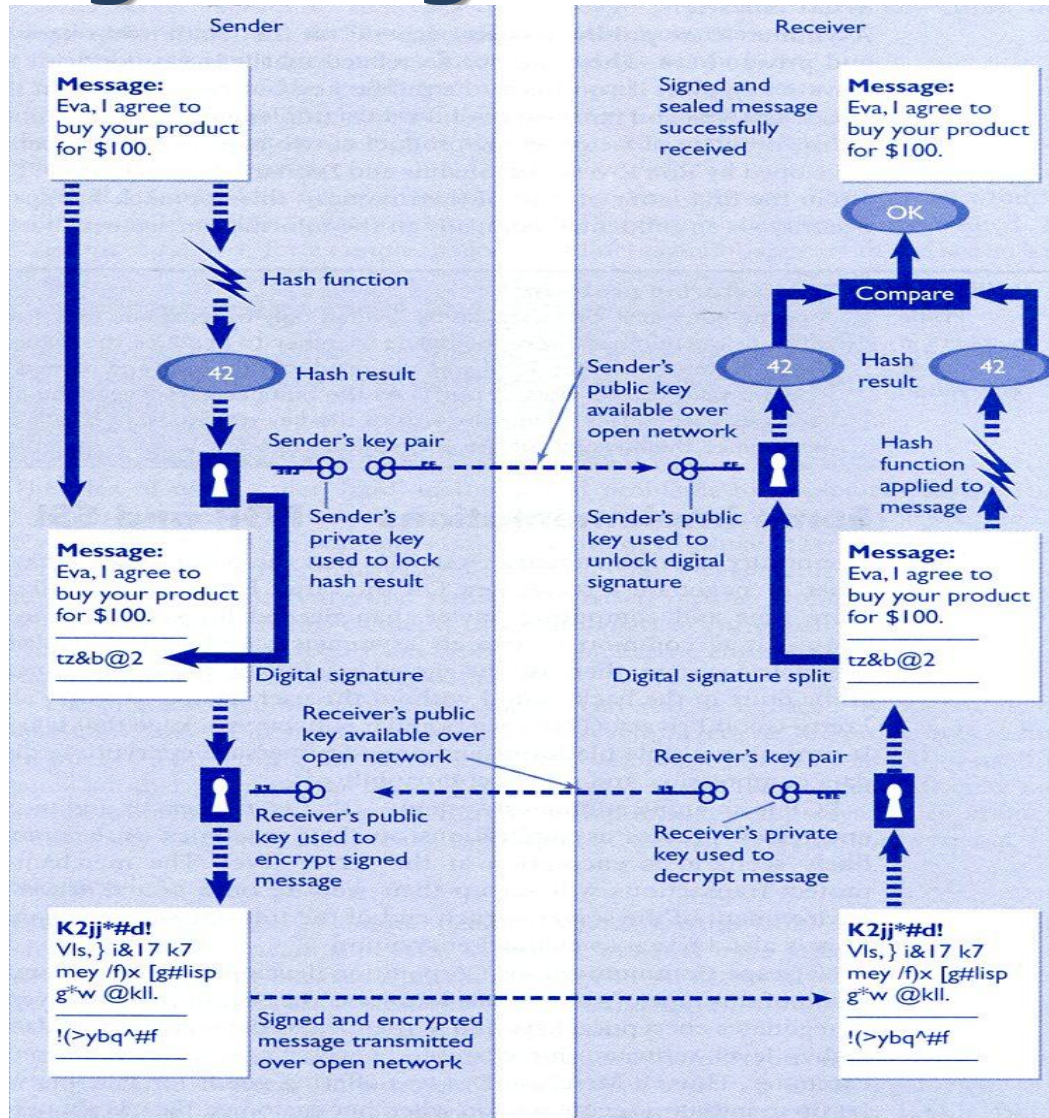 Sender
Receiver
Message:
Eva, I agree to
buy your product
for $100.
Signed and
sealed message
successfully
received
Message:
Eva, I agree to
buy your product
for $100.
OK
Hash function
Compare
42
Hash result
Sender's
public key
available over
open network
42
Hash
result
42
Sender's key pair
Hash
function
applied to
message
Sender's
private key
used to lock
hash result
Sender's public
key used to
unlock digital
signature
Message:
Eva, I agree to
buy your product
for $100.
tz&b@2
Message:
Eva, I agree to
buy your product
for $100.
tz&b@2
Digital signature
Digital signature split
Receiver's public
key available over
open network
Receiver's key pair
Receiver's public
key used to
encrypt signed
message
Receiver's private
key used to
decrypt message
K2jj*#d!
Vls, } i&17 k7
mey /f)x [g#lisp
g*w @kll.
!(>ybq^#f
K2jj*#d!
Vls, } i&17 k7
mey /f)x [g#lisp
g*w @kll.
!(>ybq^#f
Signed and encrypted
message transmitted
over open network